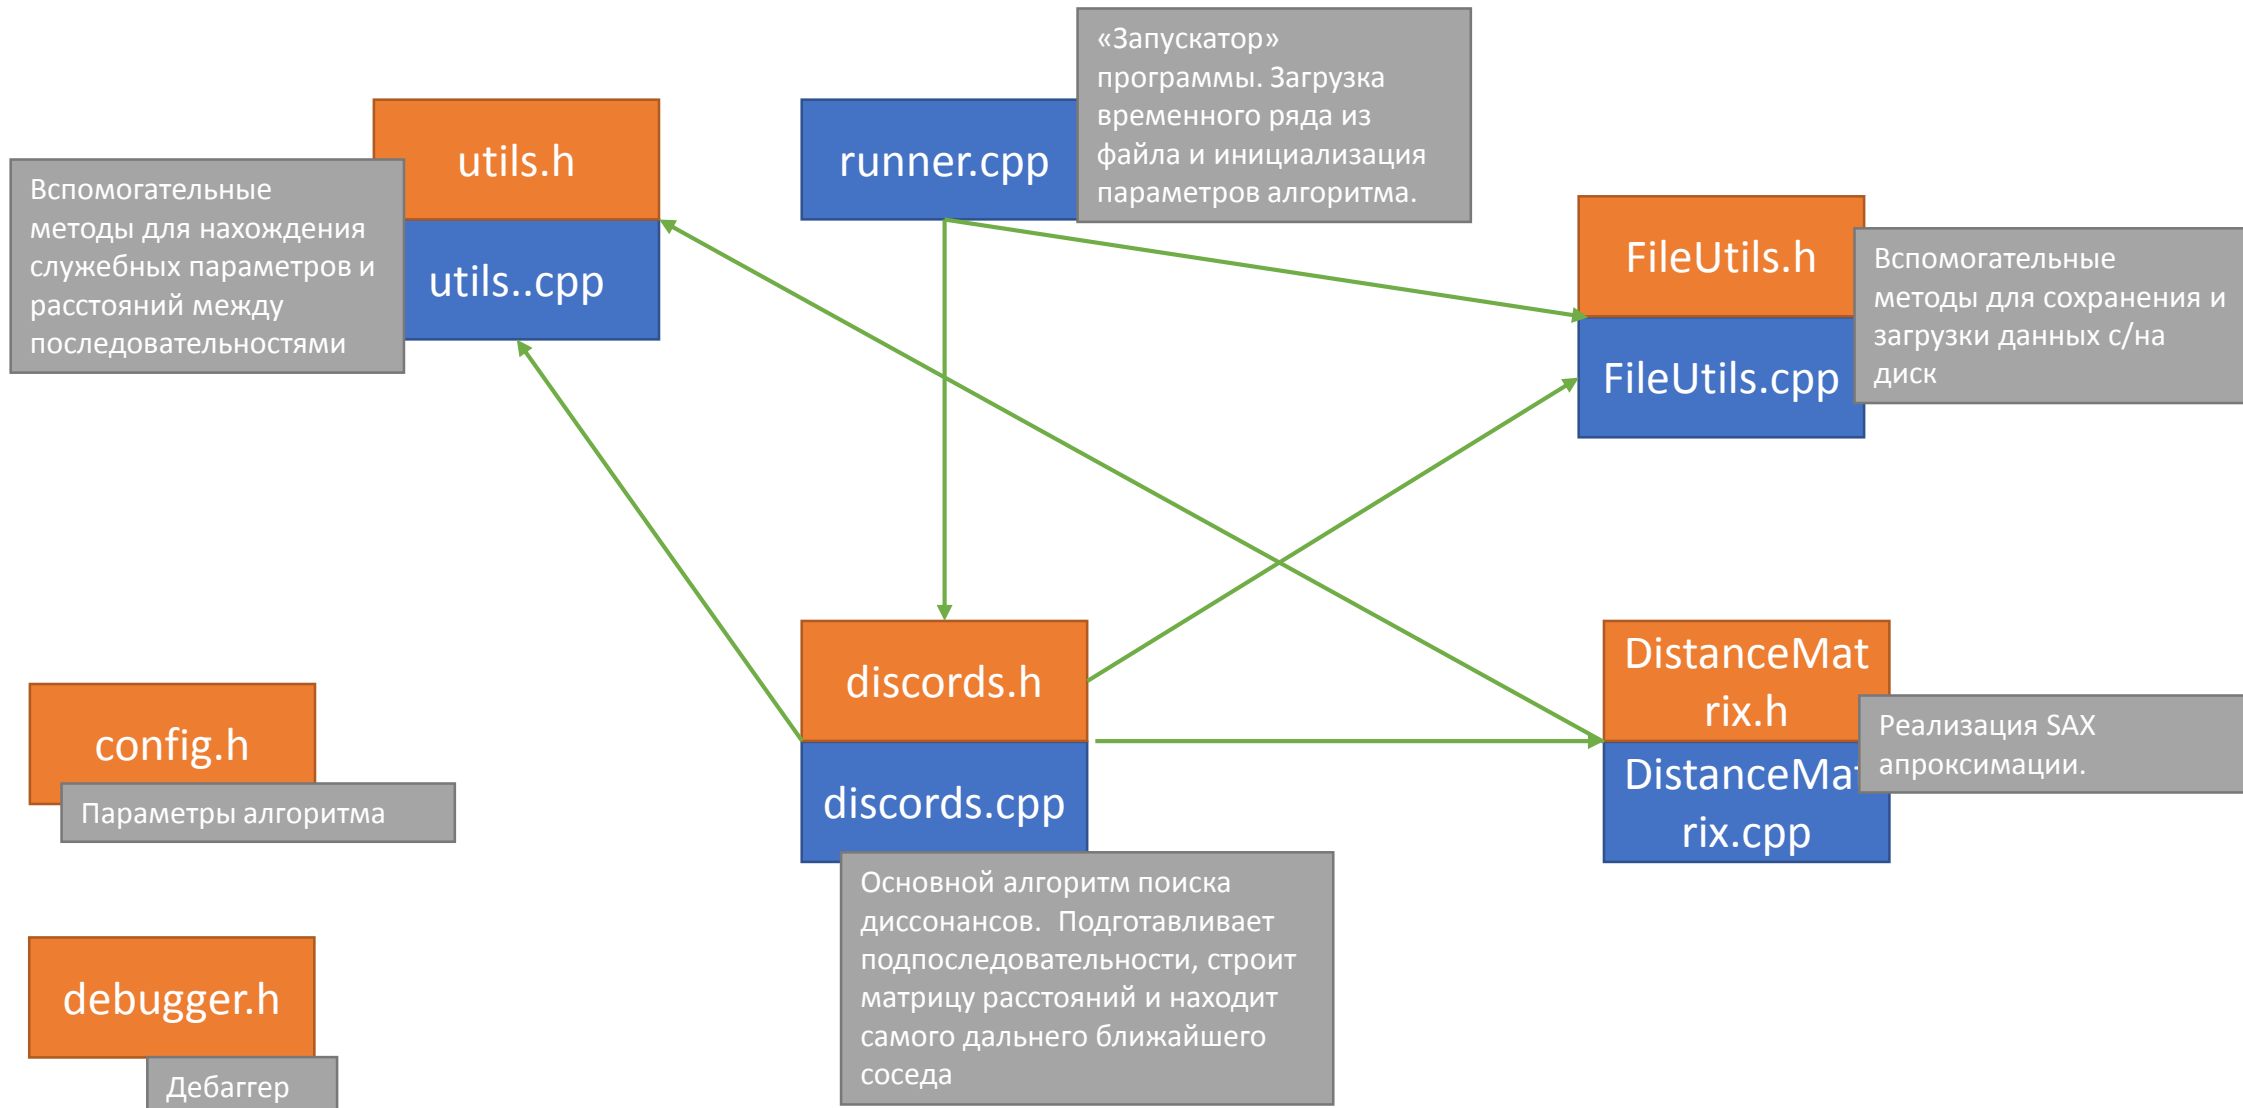 utils.h
utils..cpp
Вспомогательные
методы для нахождения
служебных параметров и
расстояний между
последовательностями
runner.cpp
«Запускатор»
программы. Загрузка
временного ряда из
файла и инициализация
параметров алгоритма.
FileUtils.h
FileUtils.cpp
Вспомогательные
методы для сохранения и
загрузки данных с/на
диск
config.h
Параметры алгоритма
debugger.h
Дебаггер
discords.h
discords.cpp
Основной алгоритм поиска
диссонансов. Подготавливает
подпоследовательности, строит
матрицу расстояний и находит
самого дальнего ближайшего
соседа
DistanceMat
rix.h
DistanceMat
rix.cpp
Реализация SAX
апроксимации.